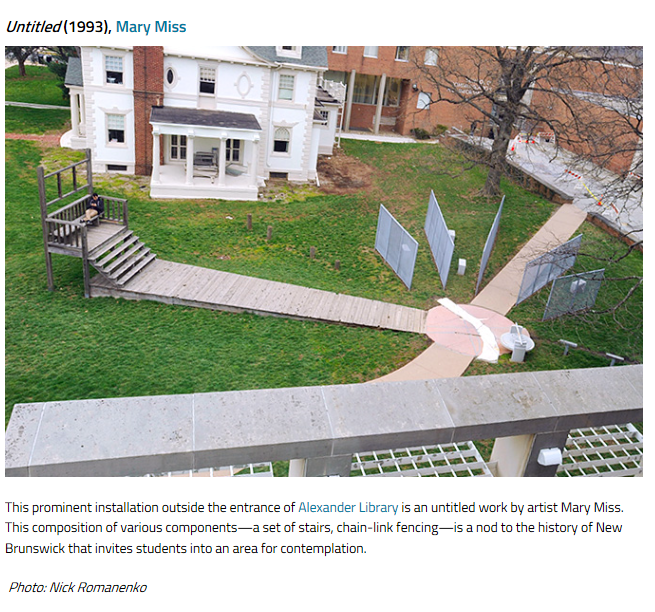 Untitled (1993), Mary Miss
This prominent installation outside the entrance of Alexander Library is an untitled work by artist Mary Miss.
This composition of various components—a set of stairs, chain-link fencing—is a nod to the history of New
Brunswick that invites students into an area for contemplation.
Photo: Nick Romanenko